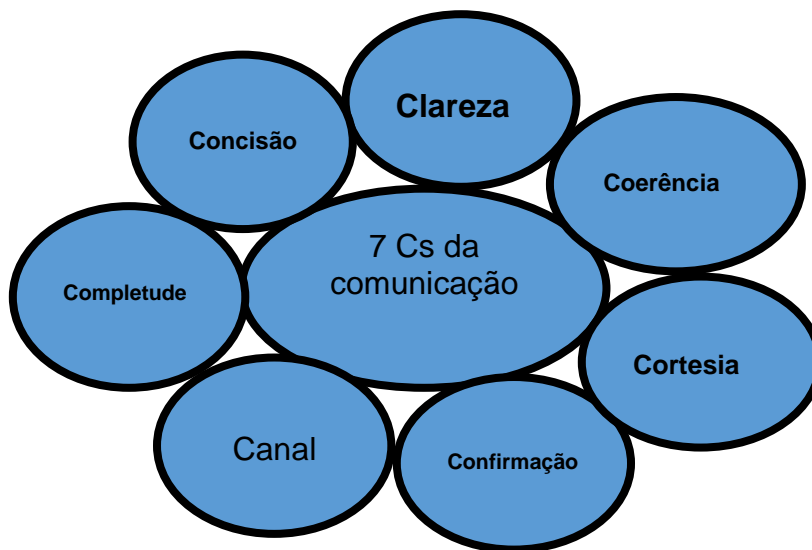 Clareza
Concisão
Coerência
7 Cs da
comunicação
Completude
Cortesia
Canal
Confirmação